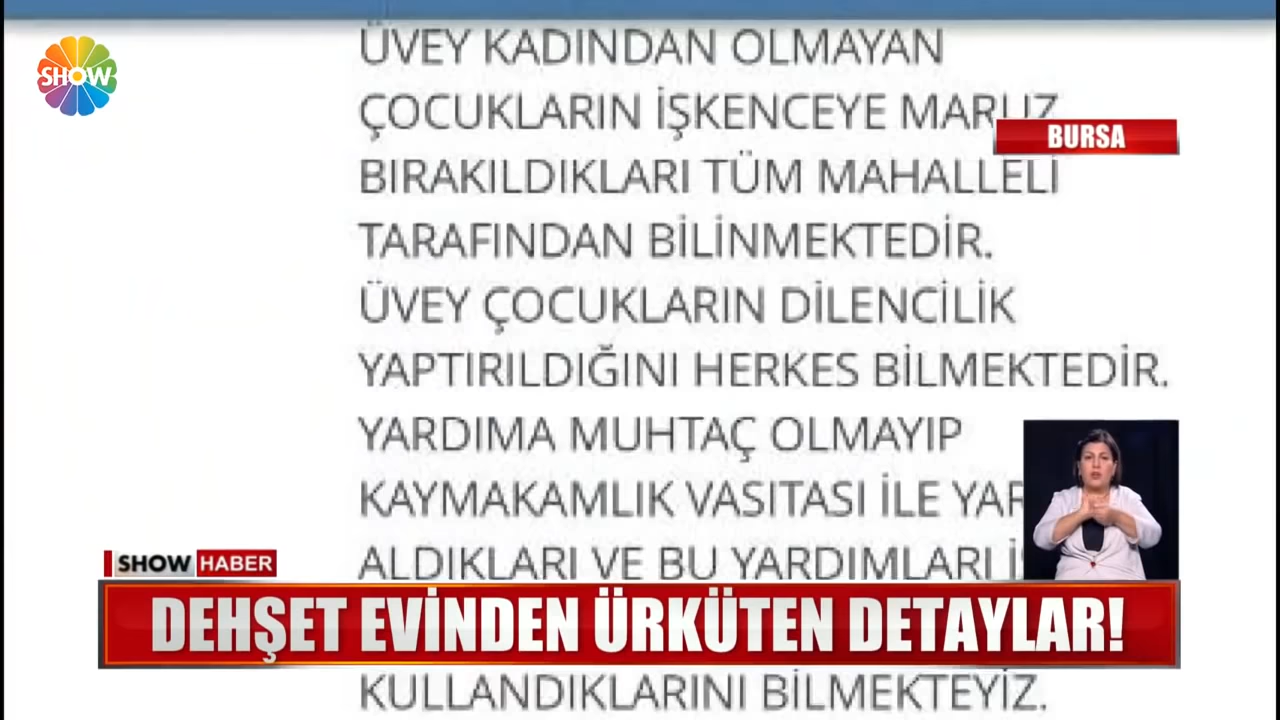 ÜVEY KADINDAN OLMAYAN
SHOW
ÇOCUKLARIN İŞKENCEYE MARUZ
BURSA
BIRAKILDIKLARI TÜM MAHALLELİ
TARAFINDAN BİLİNMEKTEDİR.
ÜVEY ÇOCUKLARIN DİLENCİLİK
YAPTIRILDIĞINI HERKES BİLMEKTEDİR.
YARDIMA MUHTAÇ OLMAYIP
KAYMAKAMLIK VASITASI İLE
ALDIKLARI VE BU YARDIMLARI
SHOW HABER
DEHŞET EVİNDEN ÜRKÜTEN DETAYLAR!
KULLANDIKLARINI BİLMEKTEYİZ.